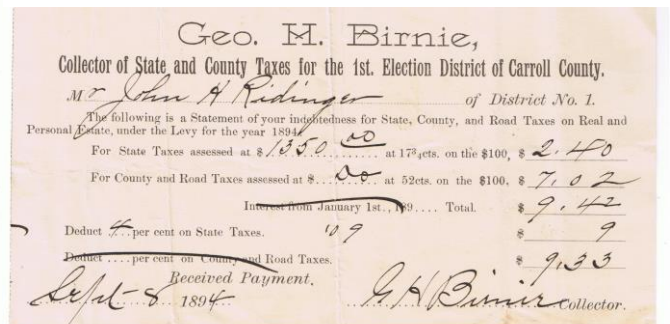 Geo. H. Birnie,
Collector of State and County Taxes for the 1st. Election District of Carroll County.
Mr John H Ridinger of District No. 1.
The following is a Statement of your indebtedness for State, County, and Road Taxes on Real and
Personal Estate, under the Levy for the year 1894
For State Taxes assessed at $ 1350 00 at 17¾cts. on the $100, $ 2.40
For County and Road Taxes assessed at $ Do at 52cts. on the $100, $ 7.02
Interest from January 1st., 189.... Total. $ 9.42
Deduct 4 per cent on State Taxes. .09 $ 9
Deduct .... per cent on County and Road Taxes. $ 9.33
Received Payment.
Sept 8 1894 G H Birnie Collector.